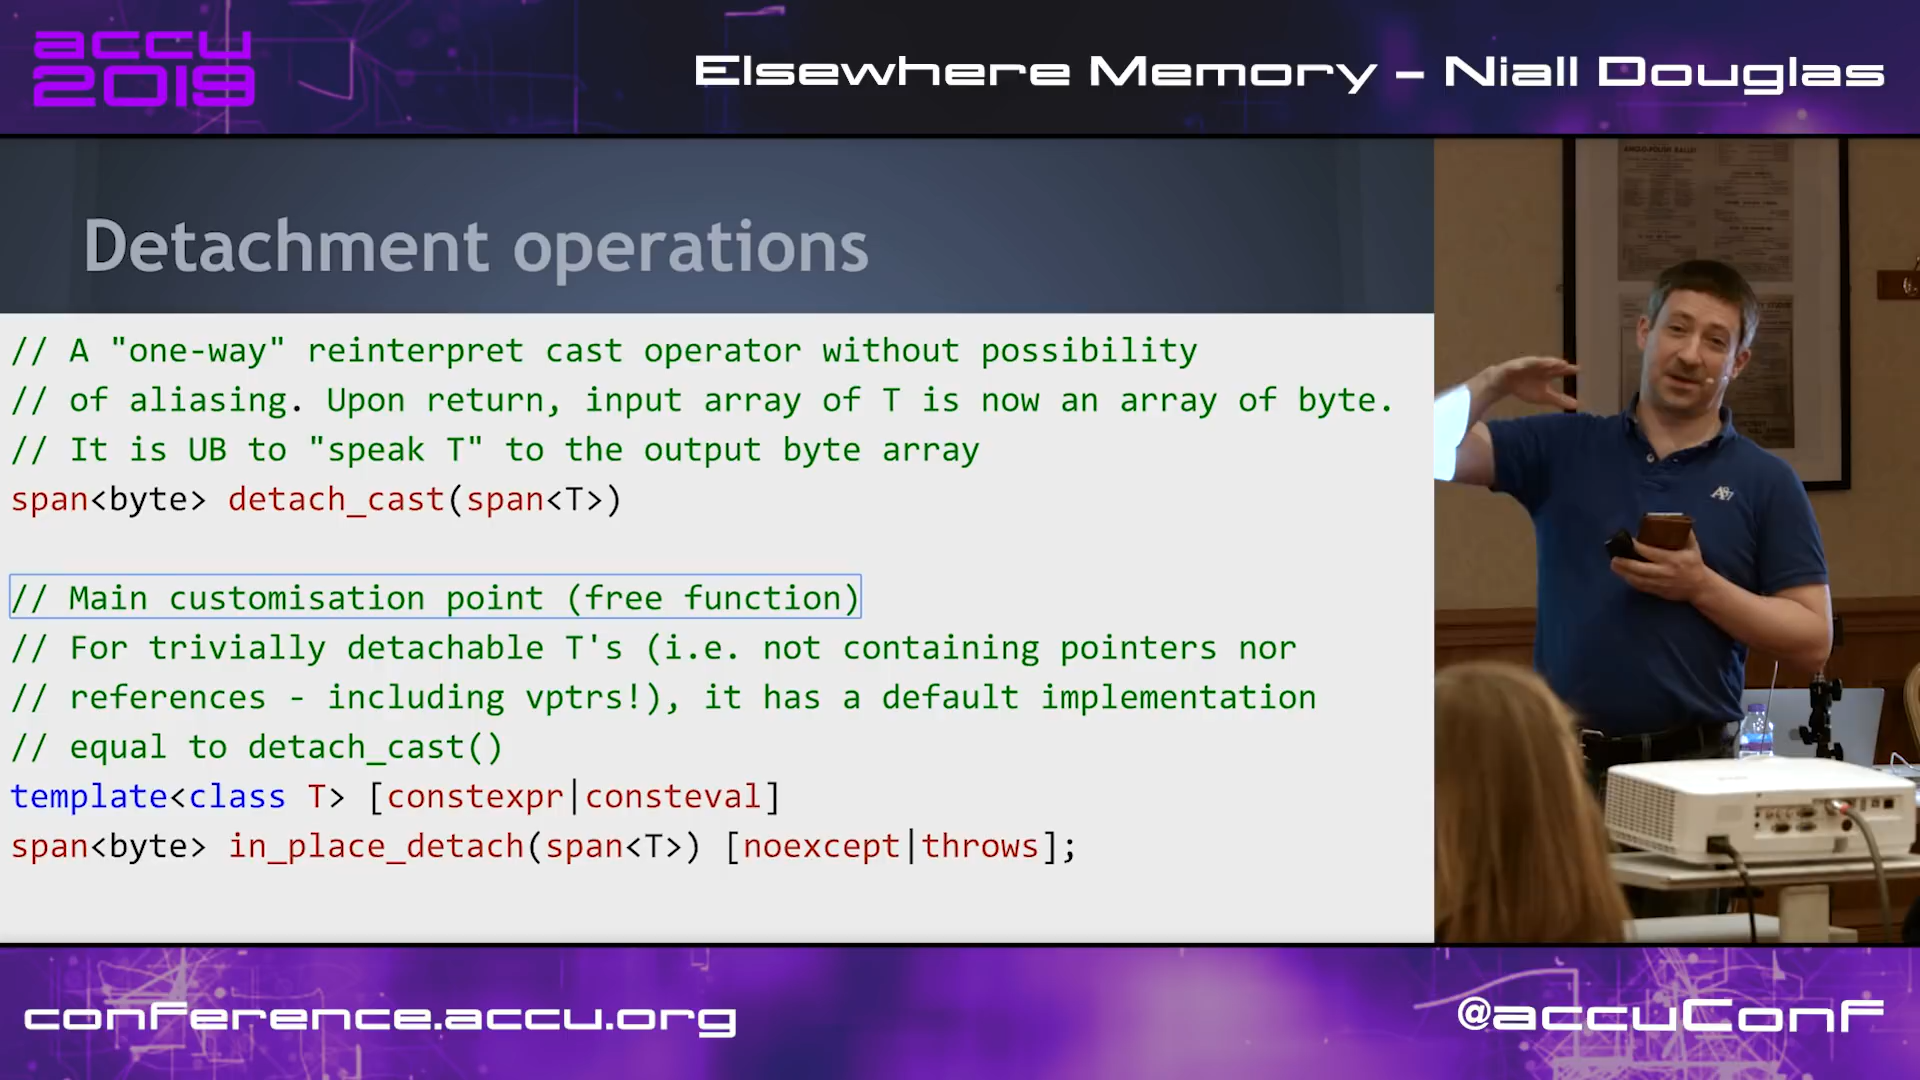 accu
2019
Elsewhere Memory – Niall Douglas
Detachment operations
// A "one-way" reinterpret cast operator without possibility
// of aliasing. Upon return, input array of T is now an array of byte.
// It is UB to "speak T" to the output byte array
span<byte> detach_cast(span<T>)
// Main customisation point (free function)
// For trivially detachable T's (i.e. not containing pointers nor
// references - including vptrs!), it has a default implementation
// equal to detach_cast()
template<class T> [constexpr|consteval]
span<byte> in_place_detach(span<T>) [noexcept|throws];
ANGLO-POLISH BALLET
conference.accu.org
@accuConf